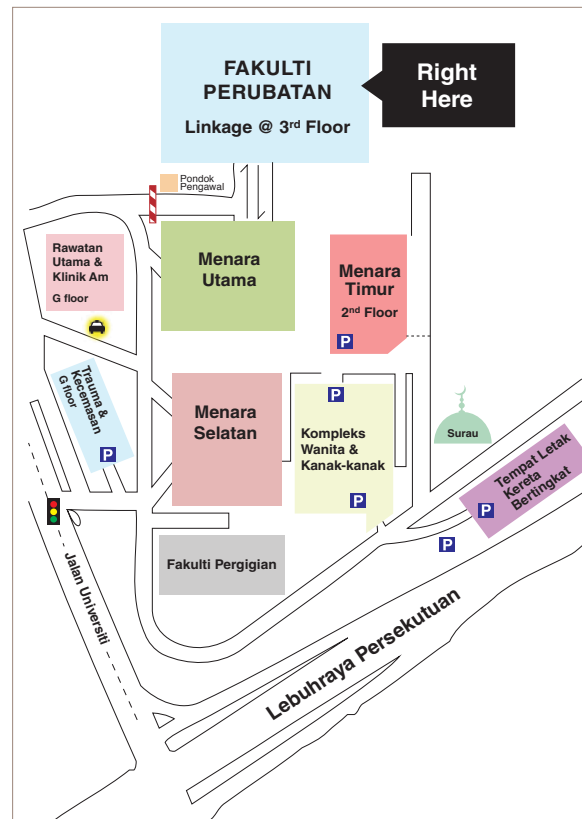 FAKULTI
PERUBATAN
Linkage @ 3rd Floor
Right
Here
Pondok
Pengawal
Rawatan
Utama &
Klinik Am
G floor
Menara
Utama
Menara
Timur
2nd Floor
P
Trauma &
Kecemasan
G floor
P
Menara
Selatan
P
Kompleks
Wanita &
Kanak-kanak
P
Surau
Tempat Letak
Kereta
Bertingkat
P
P
Fakulti Pergigian
Jalan Universiti
Lebuhraya Persekutuan